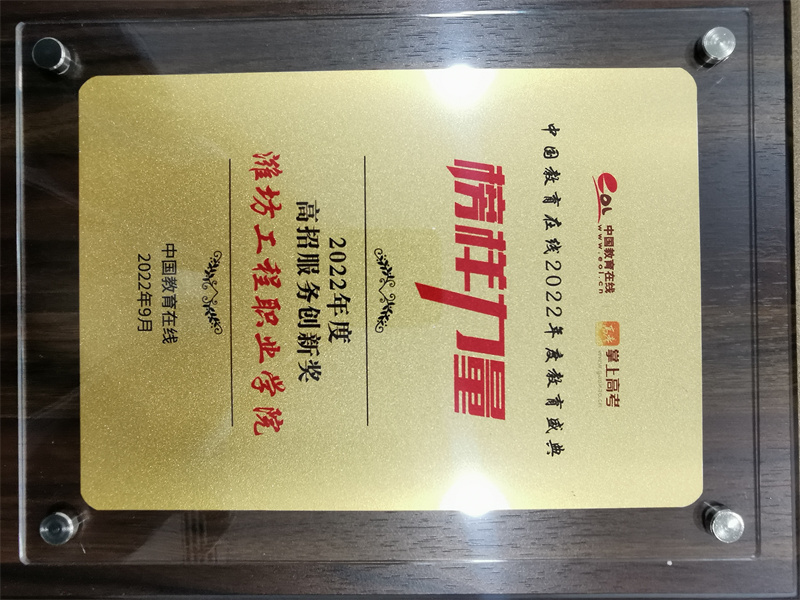 eol 中国教育在线
www.eol.cn
掌上高考
中国教育在线2022年度教育盛典
榜样力量
2022年度
高招服务创新奖
潍坊工程职业学院
中国教育在线
2022年9月